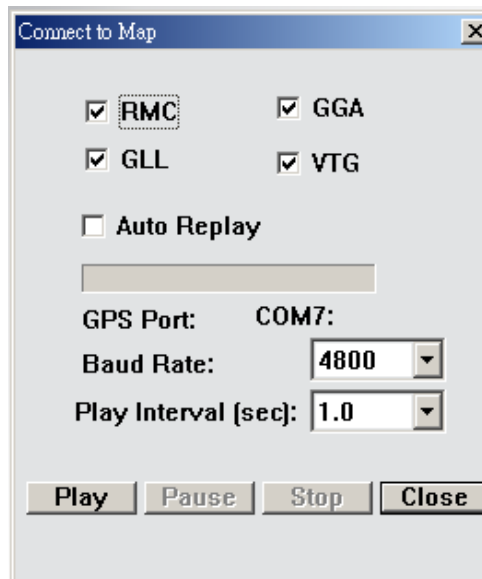 Connect to Map
RMC GGA
GLL VTG
Auto Replay
GPS Port: COM7:
Baud Rate: 4800
Play Interval (sec): 1.0
Play Pause Stop Close